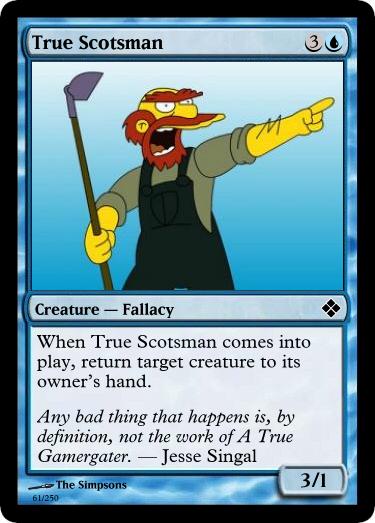 True Scotsman 3
Creature — Fallacy
When True Scotsman comes into
play, return target creature to its
owner's hand.
Any bad thing that happens is, by
definition, not the work of A True
Gamergater. — Jesse Singal
3/1
The Simpsons
61/250